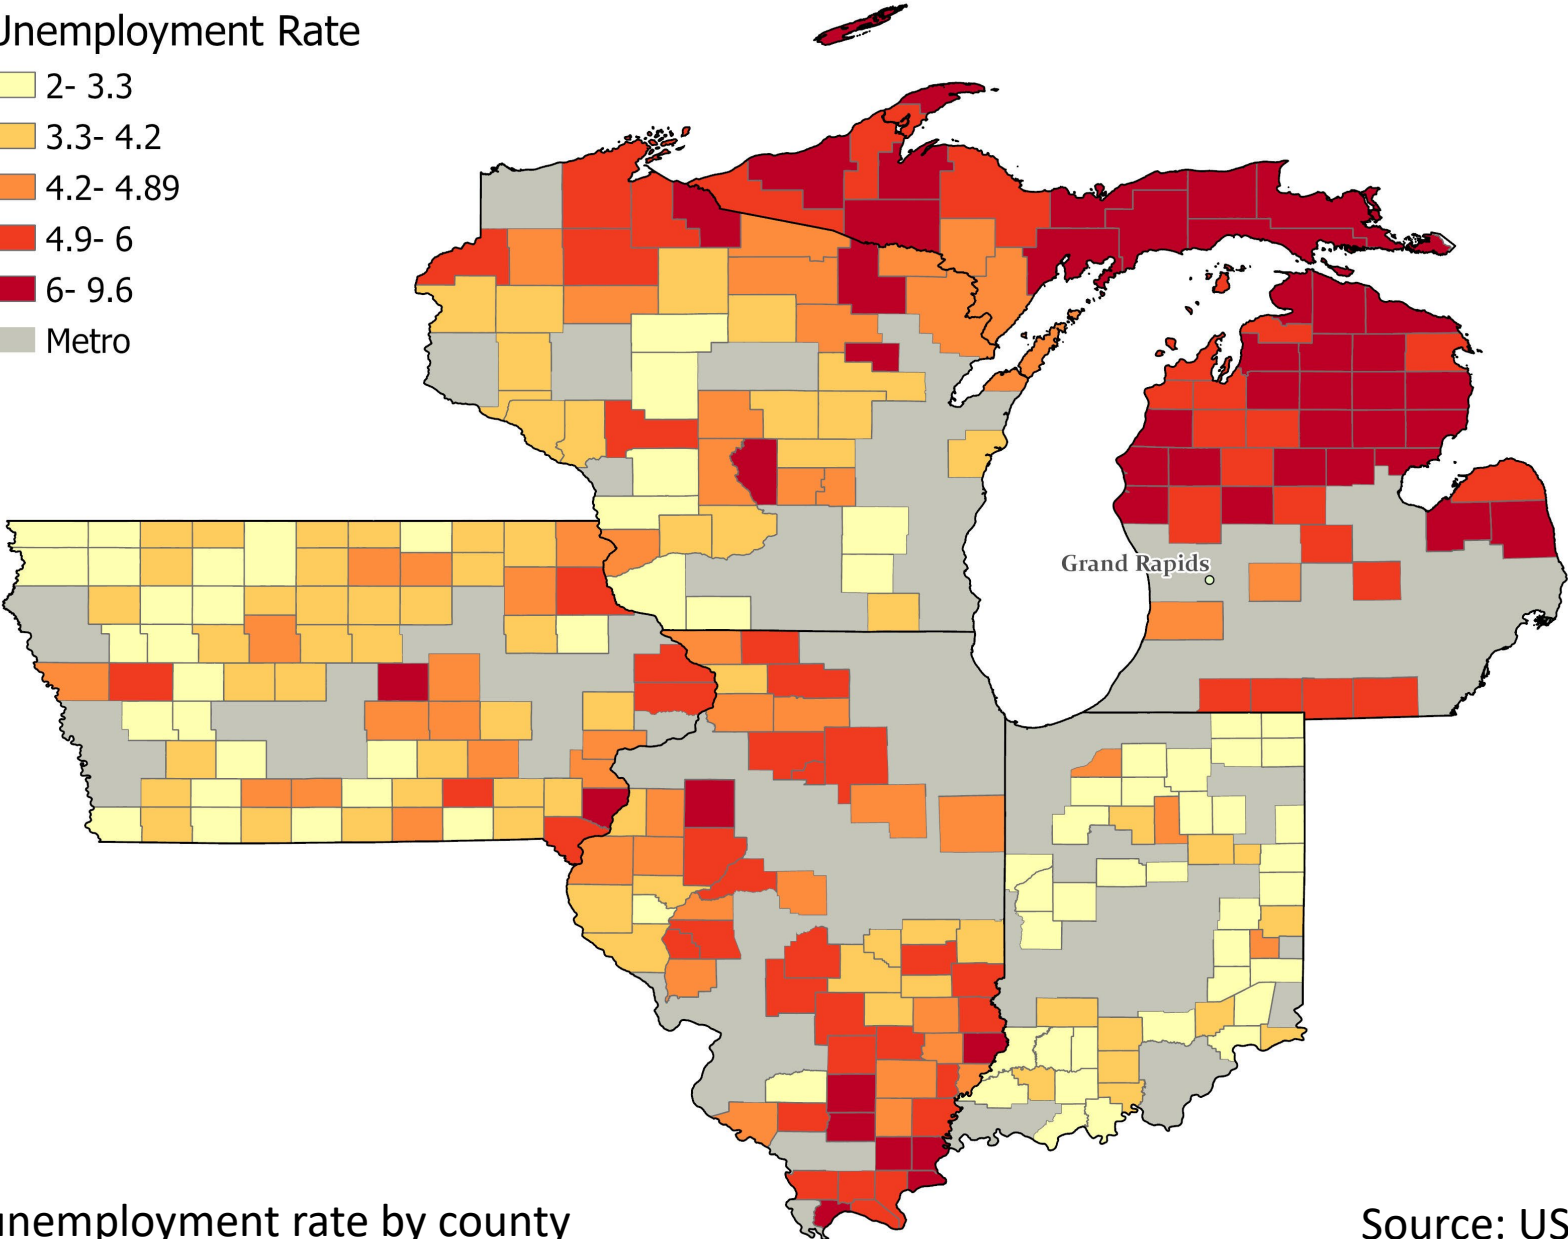 Unemployment Rate
2- 3.3
3.3- 4.2
4.2- 4.89
4.9- 6
6- 9.6
Metro
Grand Rapids
unemployment rate by county
Source: US